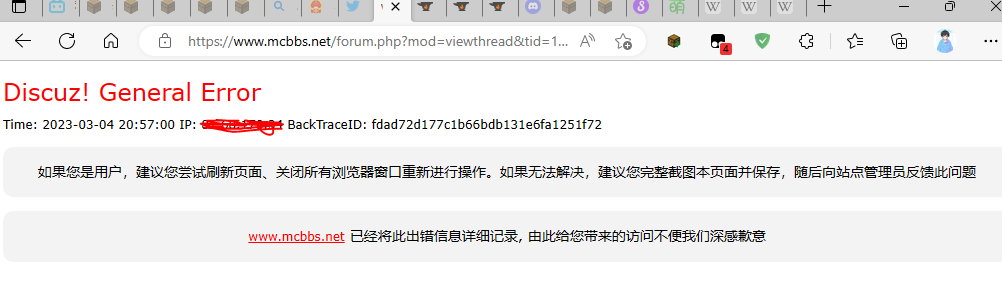 萌
W
W
W
https://www.mcbbs.net/forum.php?mod=viewthread&tid=1...
A
4
Discuz! General Error
Time: 2023-03-04 20:57:00 IP: BackTraceID: fdad72d177c1b66bdb131e6fa1251f72
如果您是用户，建议您尝试刷新页面、关闭所有浏览器窗口重新进行操作。如果无法解决，建议您完整截图本页面并保存，随后向站点管理员反馈此问题
www.mcbbs.net 已经将此出错信息详细记录, 由此给您带来的访问不便我们深感歉意